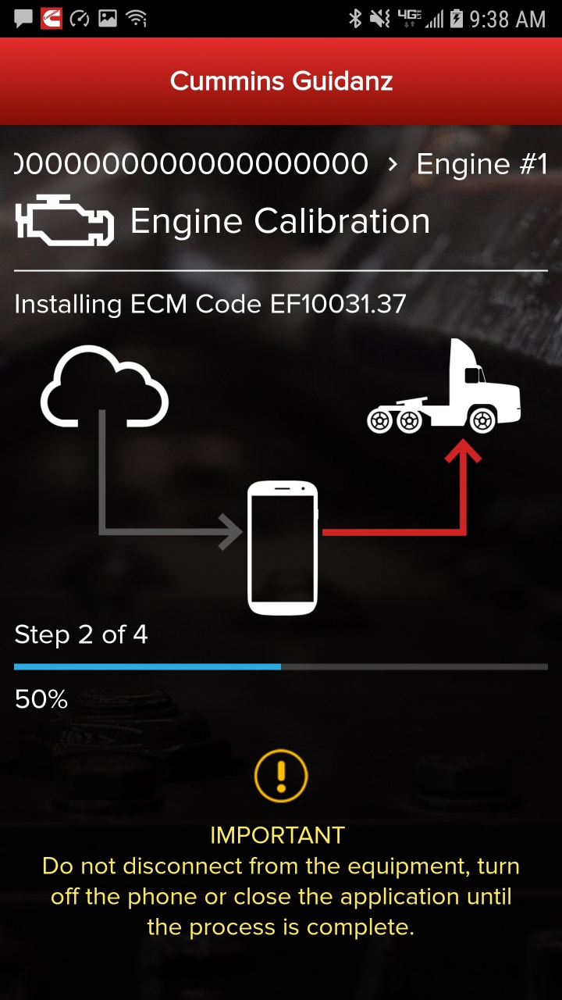 9:38 AM
Cummins Guidanz
00000000000000000 › Engine #1
Engine Calibration
Installing ECM Code EF10031.37
Step 2 of 4
50%
IMPORTANT
Do not disconnect from the equipment, turn
off the phone or close the application until
the process is complete.